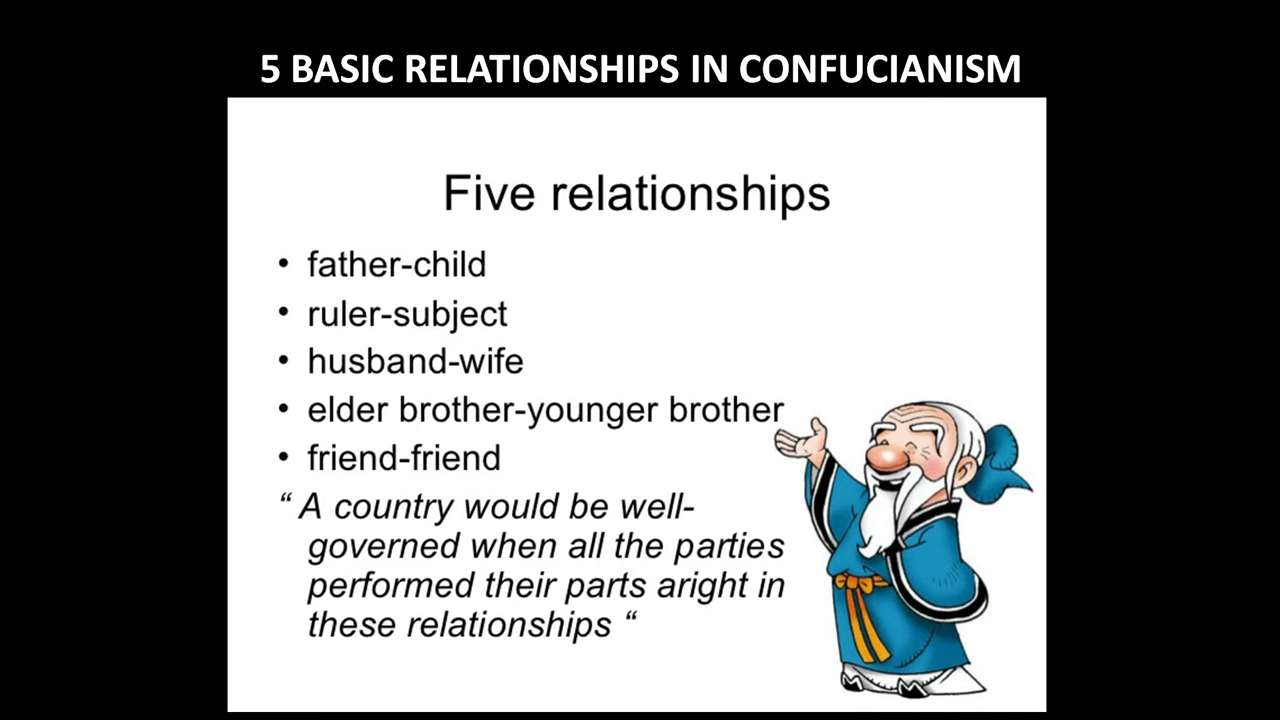 5 BASIC RELATIONSHIPS IN CONFUCIANISM
Five relationships
• father-child
• ruler-subject
• husband-wife
• elder brother-younger brother
• friend-friend
“ A country would be well-
governed when all the parties
performed their parts aright in
these relationships “